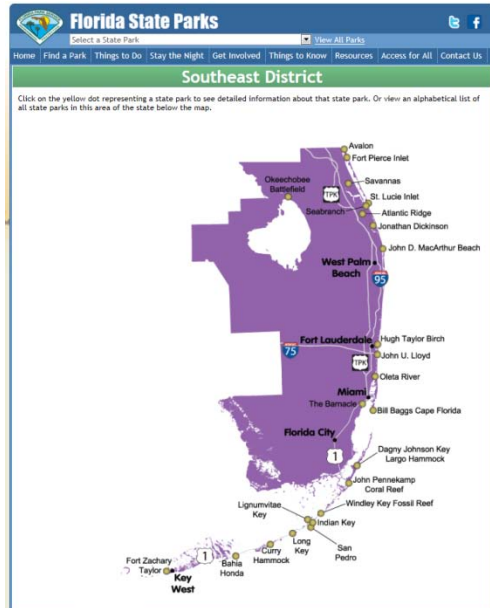 Florida State Parks
Select a State Park
View All Parks
Home Find a Park Things to Do Stay the Night Get Involved Things to Know Resources Access for All Contact Us
Southeast District
Click on the yellow dot representing a state park to see detailed information about that state park. Or view an alphabetical list of
all state parks in this area of the state below the map.
Avalon
Fort Pierce Inlet
Okeechobee
Battlefield
Savannas
TPK
St. Lucie Inlet
Seabranch
Atlantic Ridge
Jonathan Dickinson
John D. MacArthur Beach
West Palm
Beach
95
Fort Lauderdale
Hugh Taylor Birch
75
John U. Lloyd
TPK
Oleta River
Miami
The Barnacle
Bill Baggs Cape Florida
Florida City
1
Dagny Johnson Key
Largo Hammock
John Pennekamp
Coral Reef
Windley Key Fossil Reef
Lignumvitae
Key
Indian Key
San
Pedro
Long
Key
Curry
Hammock
1
Bahia
Honda
Fort Zachary
Taylor
Key
West